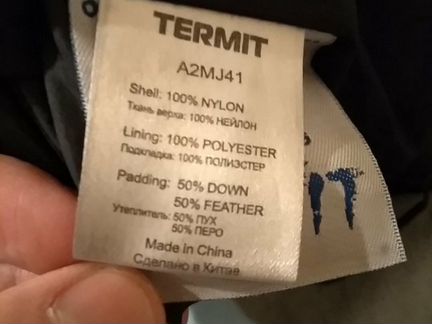 TERMIT
A2MJ41
Shell: 100% NYLON
Ткань верха: 100% НЕЙЛОН
Lining: 100% POLYESTER
Подкладка: 100% ПОЛИЭСТЕР
Padding: 50% DOWN
50% FEATHER
Утеплитель: 50% ПУХ
50% ПЕРО
Made in China
Сделано в Китае